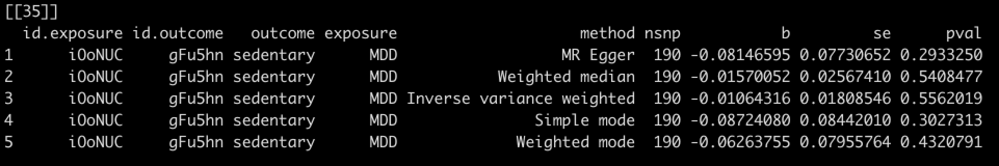 [[35]]
id.exposure id.outcome outcome exposure method nsnp b se pval
1 iOoNUC gFu5hn sedentary MDD MR Egger 190 -0.08146595 0.07730652 0.2933250
2 iOoNUC gFu5hn sedentary MDD Weighted median 190 -0.01570052 0.02567410 0.5408477
3 iOoNUC gFu5hn sedentary MDD Inverse variance weighted 190 -0.01064316 0.01808546 0.5562019
4 iOoNUC gFu5hn sedentary MDD Simple mode 190 -0.08724080 0.08442010 0.3027313
5 iOoNUC gFu5hn sedentary MDD Weighted mode 190 -0.06263755 0.07955764 0.4320791